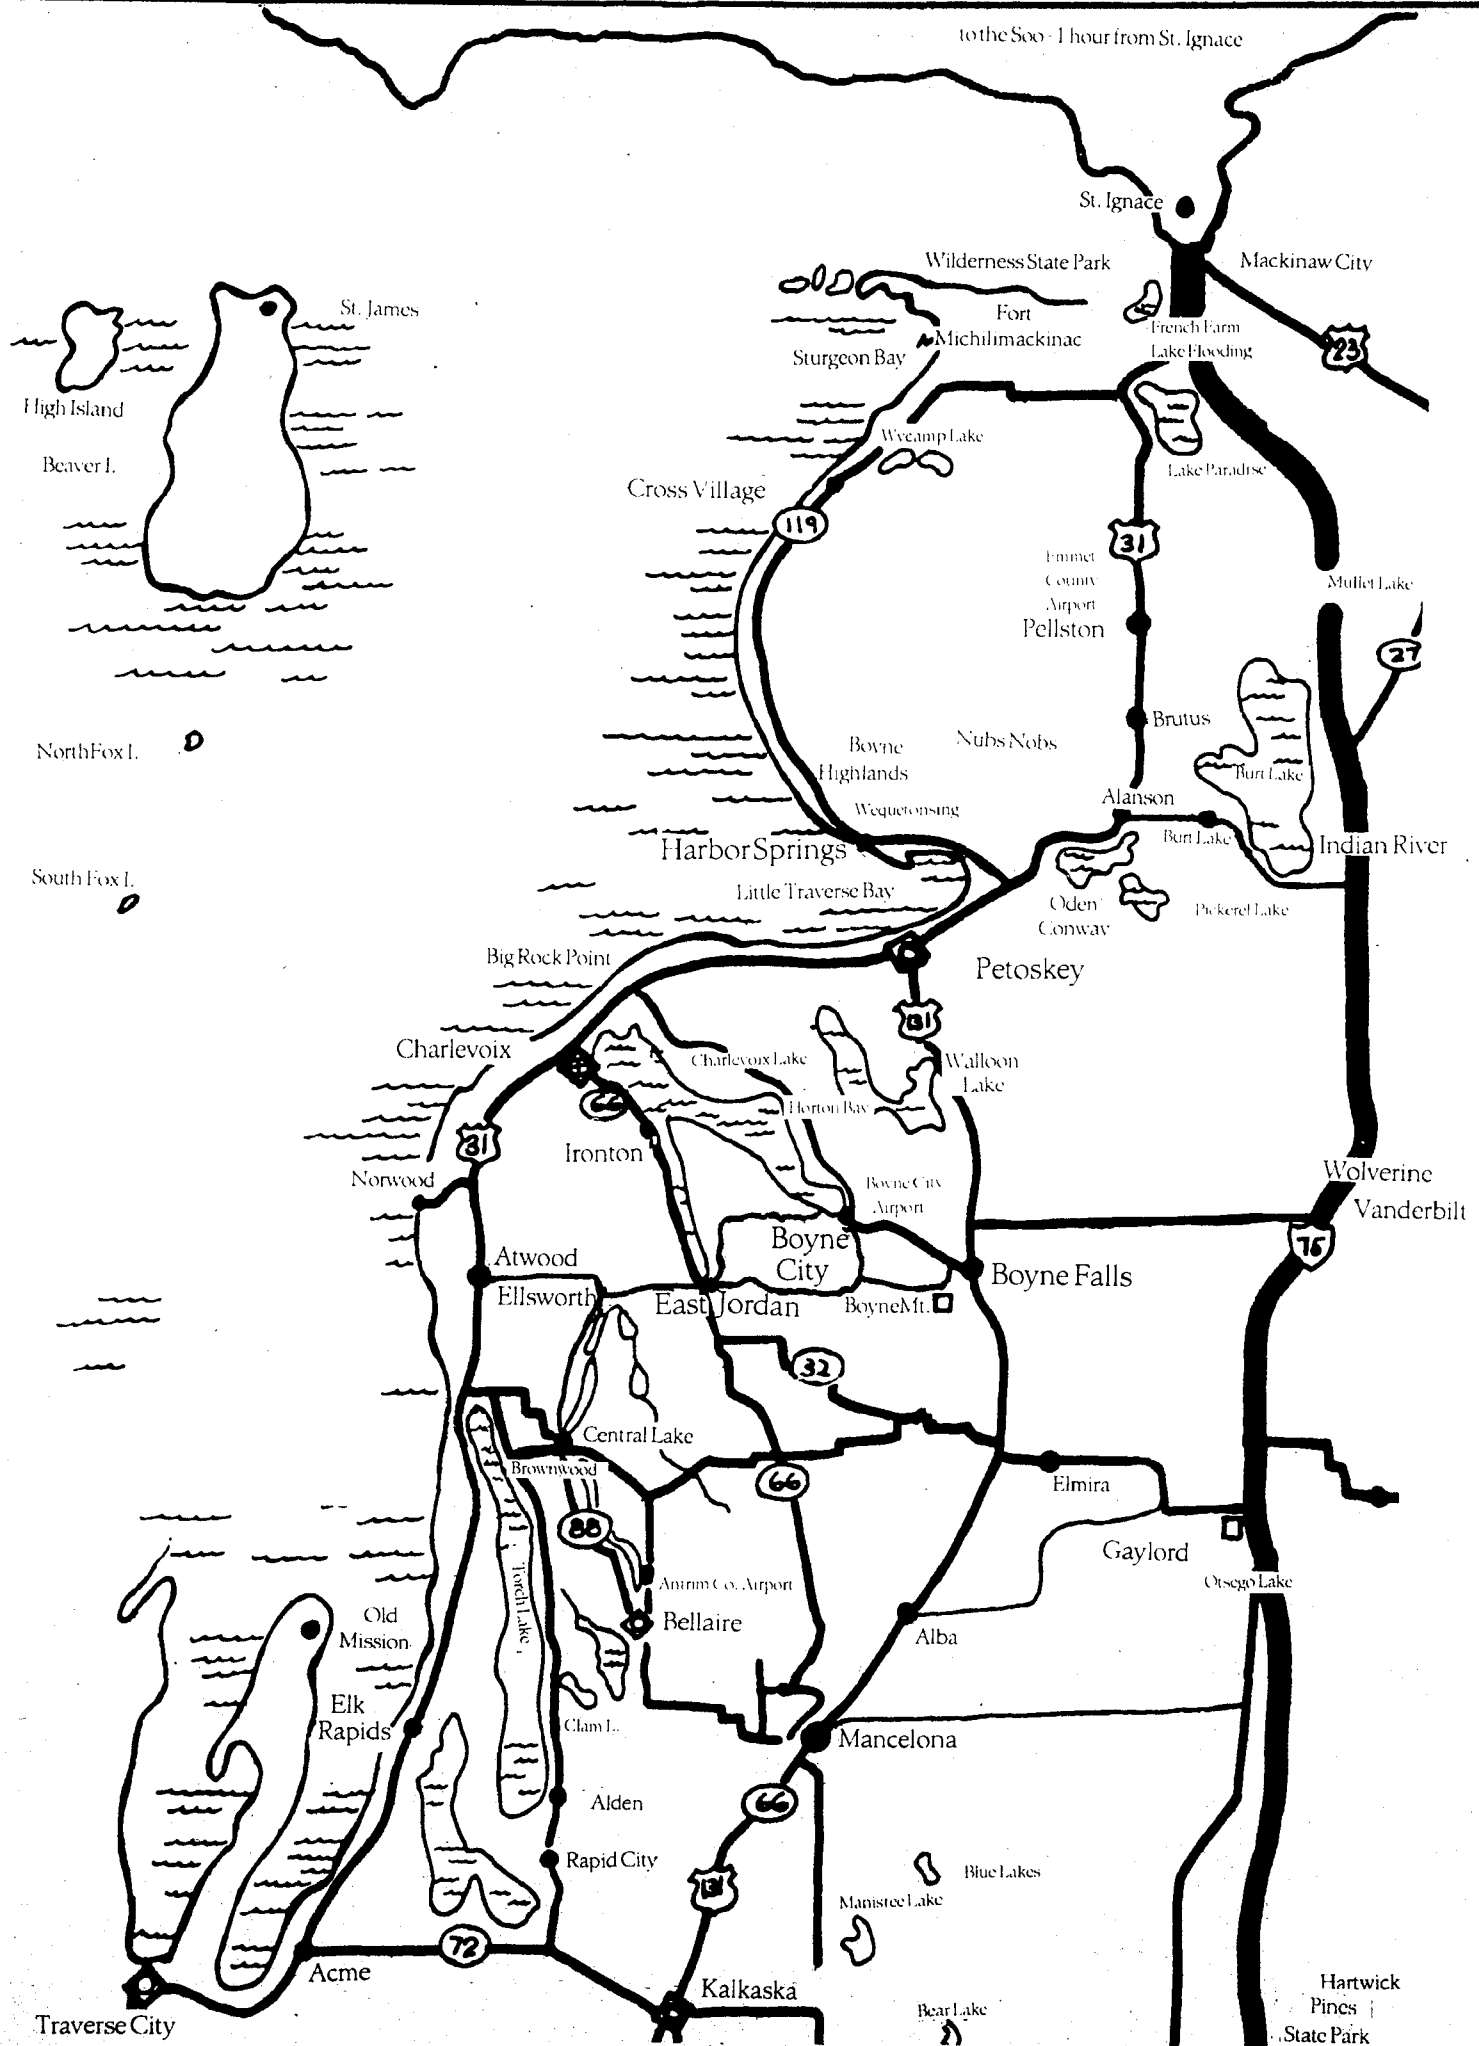 to the Soo - 1 hour from St. Ignace
St. Ignace
Wilderness State Park
Mackinaw City
St. James
Fort
Michilimackinac
French Farm
Lake Flooding
23
Sturgeon Bay
High Island
Wycamp Lake
Beaver I.
Lake Paradise
Cross Village
119
31
Emmet
County
Airport
Mullet Lake
Pellston
27
Brutus
North Fox I.
Nubs Nobs
Boyne
Highlands
Burt Lake
Alanson
Wequetonsing
Burt Lake
Harbor Springs
Indian River
South Fox I.
Little Traverse Bay
Oden
Conway
Pickerel Lake
Big Rock Point
Petoskey
131
Charlevoix
Charlevoix Lake
Walloon
Lake
66
Horton Bay
31
Ironton
Norwood
Boyne City
Airport
Wolverine
Vanderbilt
75
Boyne
City
Atwood
Ellsworth
East Jordan
Boyne Mt.
Boyne Falls
32
Central Lake
Brownwood
66
Elmira
88
Gaylord
Torch Lake
Antrim Co. Airport
Otsego Lake
Old
Mission
Bellaire
Alba
Elk
Rapids
Clam L.
Mancelona
Alden
66
Rapid City
131
Blue Lakes
Manistee Lake
72
Acme
Kalkaska
Hartwick
Pines
State Park
Bear Lake
Traverse City